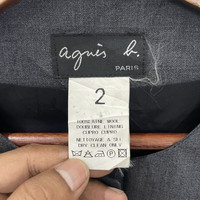 agnès b.
PARIS
2
DOUBLURE LINING
CUPRO CUPRO
NETTOYAGE A SEC
DRY CLEAN ONLY